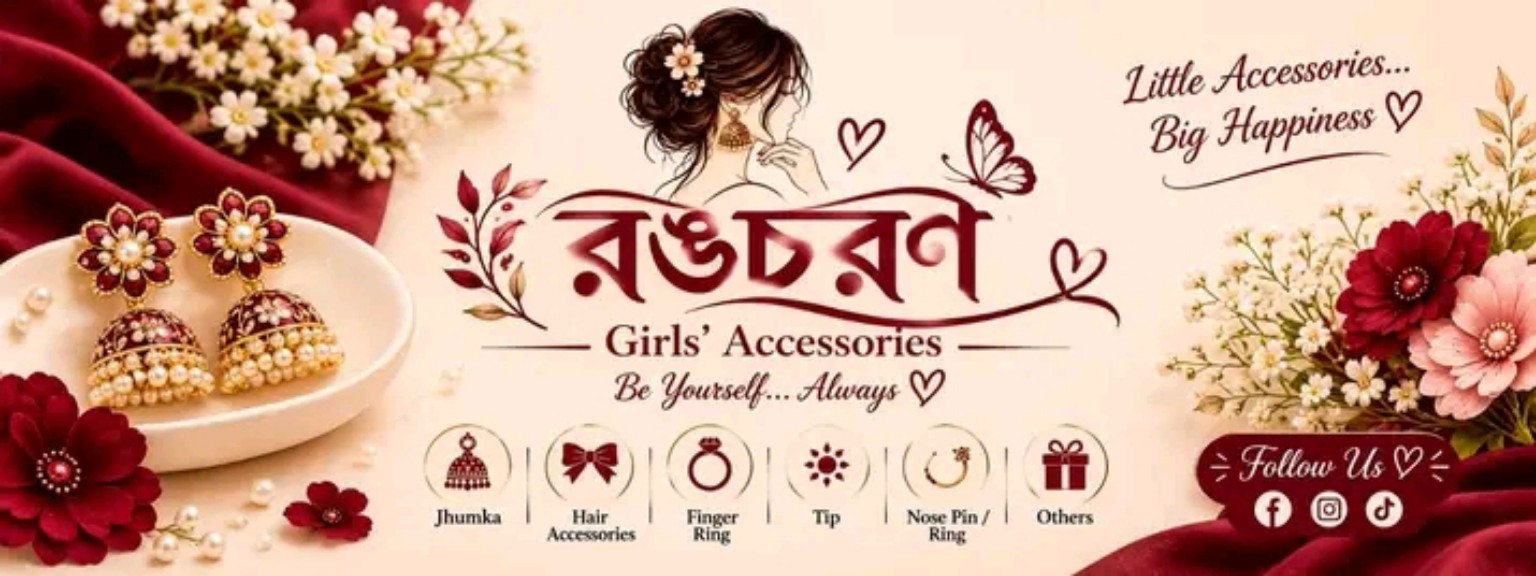 Little Accessories...
Big Happiness
রঙচরণ
Girls' Accessories
Be Yourself... Always
Jhumka
Hair
Accessories
Finger
Ring
Tip
Nose Pin /
Ring
Others
Follow Us